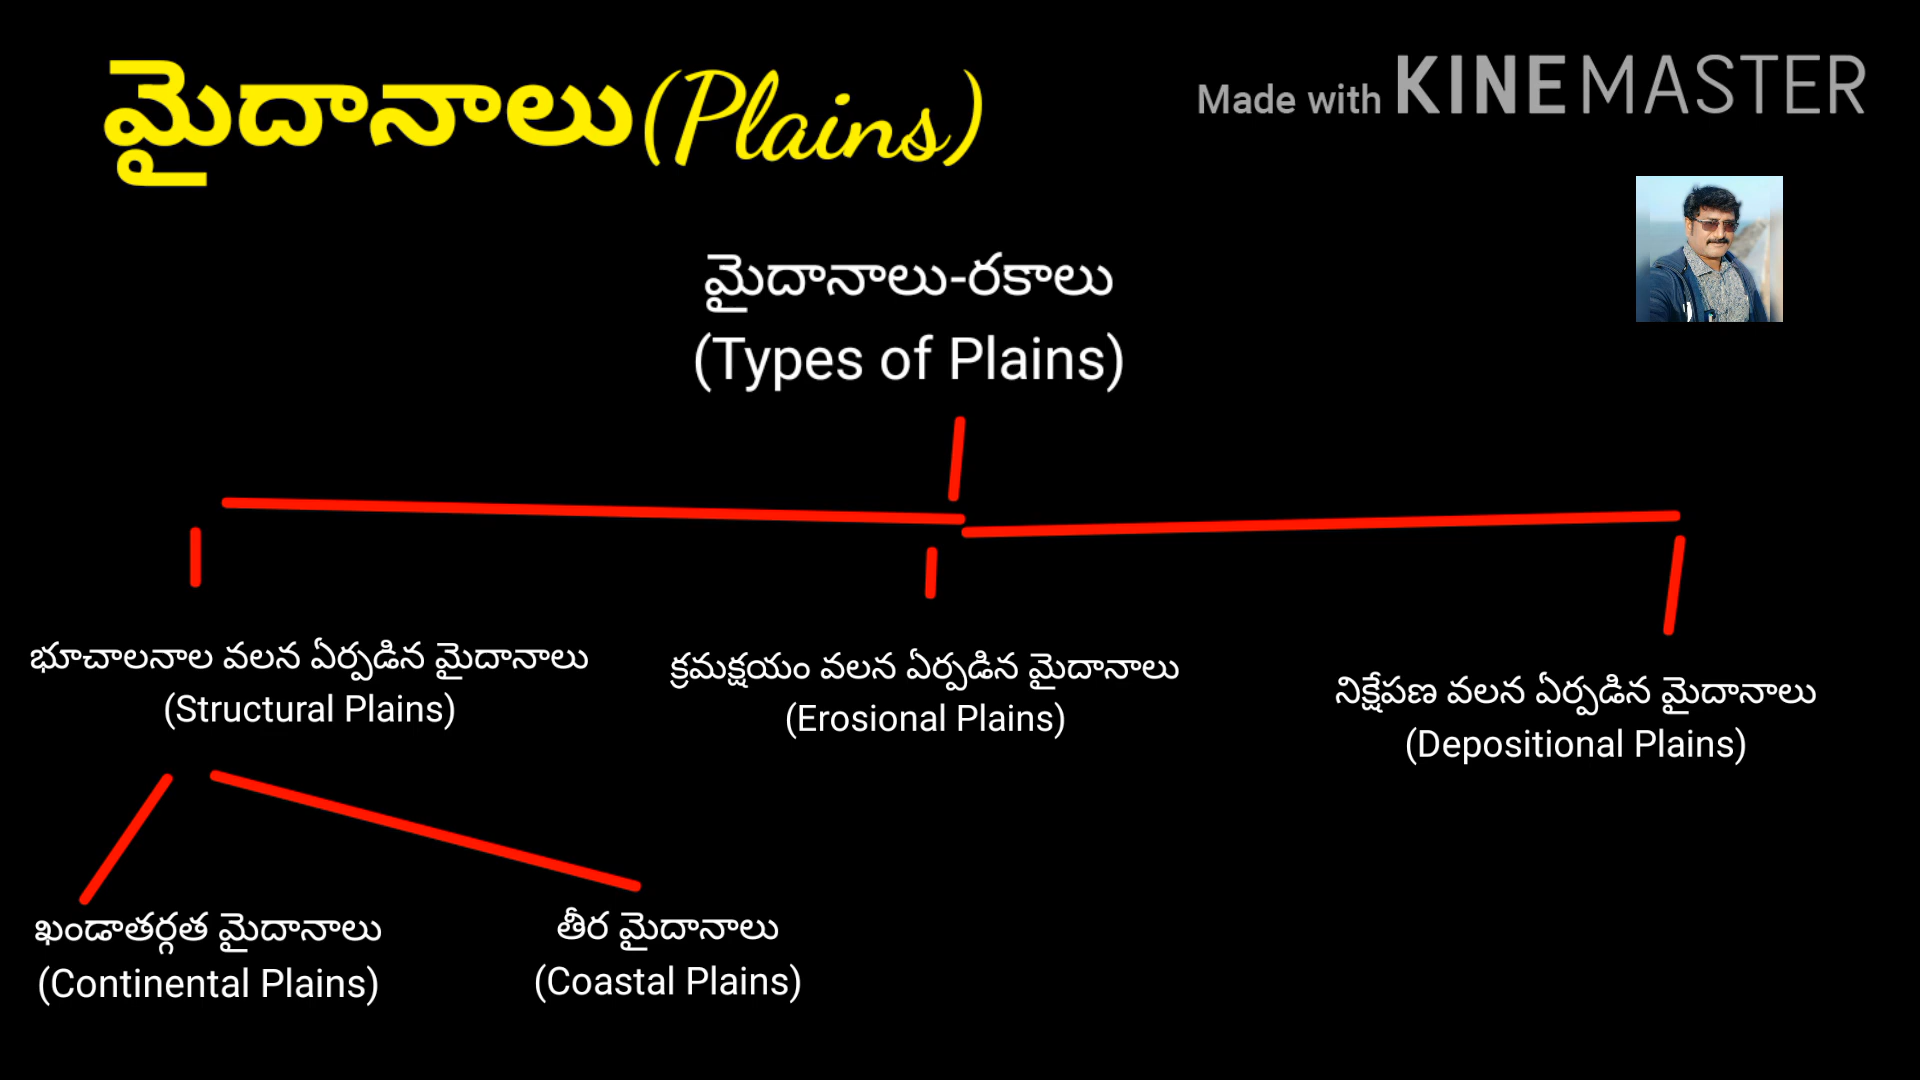 మైదానాలు(Plains)
Made with KINEMASTER
మైదానాలు-రకాలు
(Types of Plains)
భూచాలనాల వలన ఏర్పడిన మైదానాలు
(Structural Plains)
క్రమక్షయం వలన ఏర్పడిన మైదానాలు
(Erosional Plains)
నిక్షేపణ వలన ఏర్పడిన మైదానాలు
(Depositional Plains)
ఖండాతర్గత మైదానాలు
(Continental Plains)
తీర మైదానాలు
(Coastal Plains)